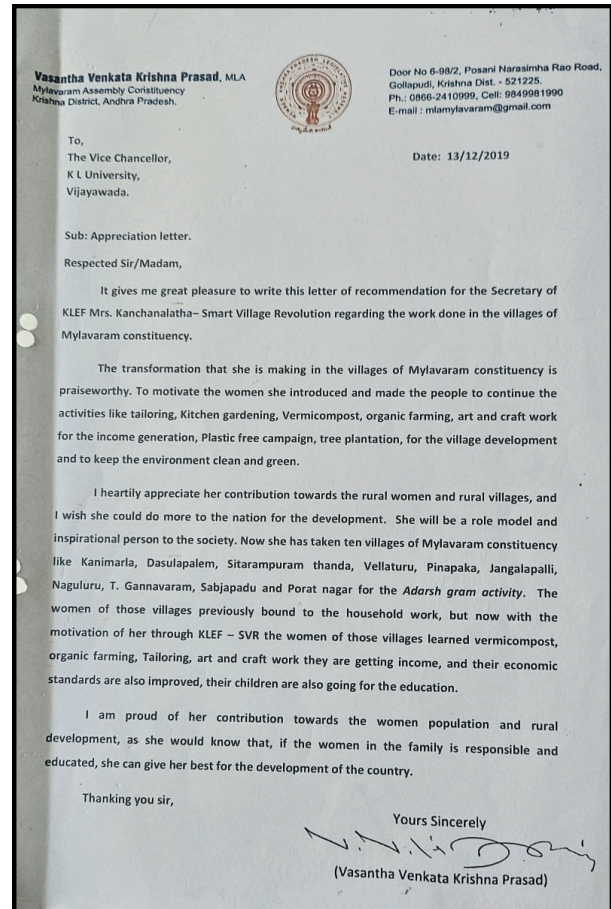 Vasantha Venkata Krishna Prasad, MLA
Mylavaram Assembly Constituency
Krishna District, Andhra Pradesh.
Door No 6-98/2, Posani Narasimha Rao Road,
Gollapudi, Krishna Dist. - 521225.
Ph.: 0866-2410999, Cell: 9849981990
E-mail : mlamylavaram@gmail.com
To,
The Vice Chancellor,
K L University,
Vijayawada.
Date: 13/12/2019
Sub: Appreciation letter.
Respected Sir/Madam,
It gives me great pleasure to write this letter of recommendation for the Secretary of
KLEF Mrs. Kanchanalatha– Smart Village Revolution regarding the work done in the villages of
Mylavaram constituency.
The transformation that she is making in the villages of Mylavaram constituency is
praiseworthy. To motivate the women she introduced and made the people to continue the
activities like tailoring, Kitchen gardening, Vermicompost, organic farming, art and craft work
for the income generation, Plastic free campaign, tree plantation, for the village development
and to keep the environment clean and green.
I heartily appreciate her contribution towards the rural women and rural villages, and
I wish she could do more to the nation for the development. She will be a role model and
inspirational person to the society. Now she has taken ten villages of Mylavaram constituency
like Kanimarla, Dasulapalem, Sitarampuram thanda, Vellaturu, Pinapaka, Jangalapalli,
Naguluru, T. Gannavaram, Sabjapadu and Porat nagar for the Adarsh gram activity. The
women of those villages previously bound to the household work, but now with the
motivation of her through KLEF – SVR the women of those villages learned vermicompost,
organic farming, Tailoring, art and craft work they are getting income, and their economic
standards are also improved, their children are also going for the education.
I am proud of her contribution towards the women population and rural
development, as she would know that, if the women in the family is responsible and
educated, she can give her best for the development of the country.
Thanking you sir,
Yours Sincerely
(Vasantha Venkata Krishna Prasad)